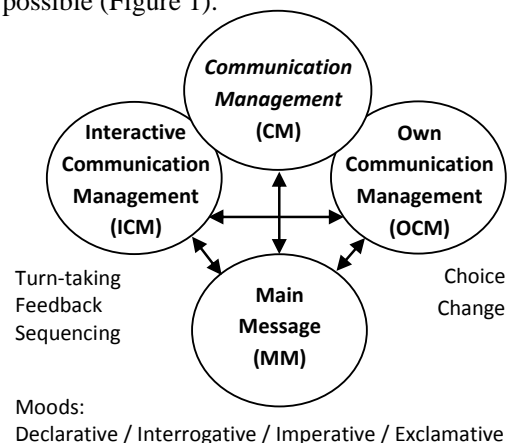 possible (Figure 1).
Communication
Management
(CM)
Interactive
Communication
Management
(ICM)
Own
Communication
Management
(OCM)
Turn-taking
Feedback
Sequencing
Main
Message
(MM)
Choice
Change
Moods:
Declarative / Interrogative / Imperative / Exclamative